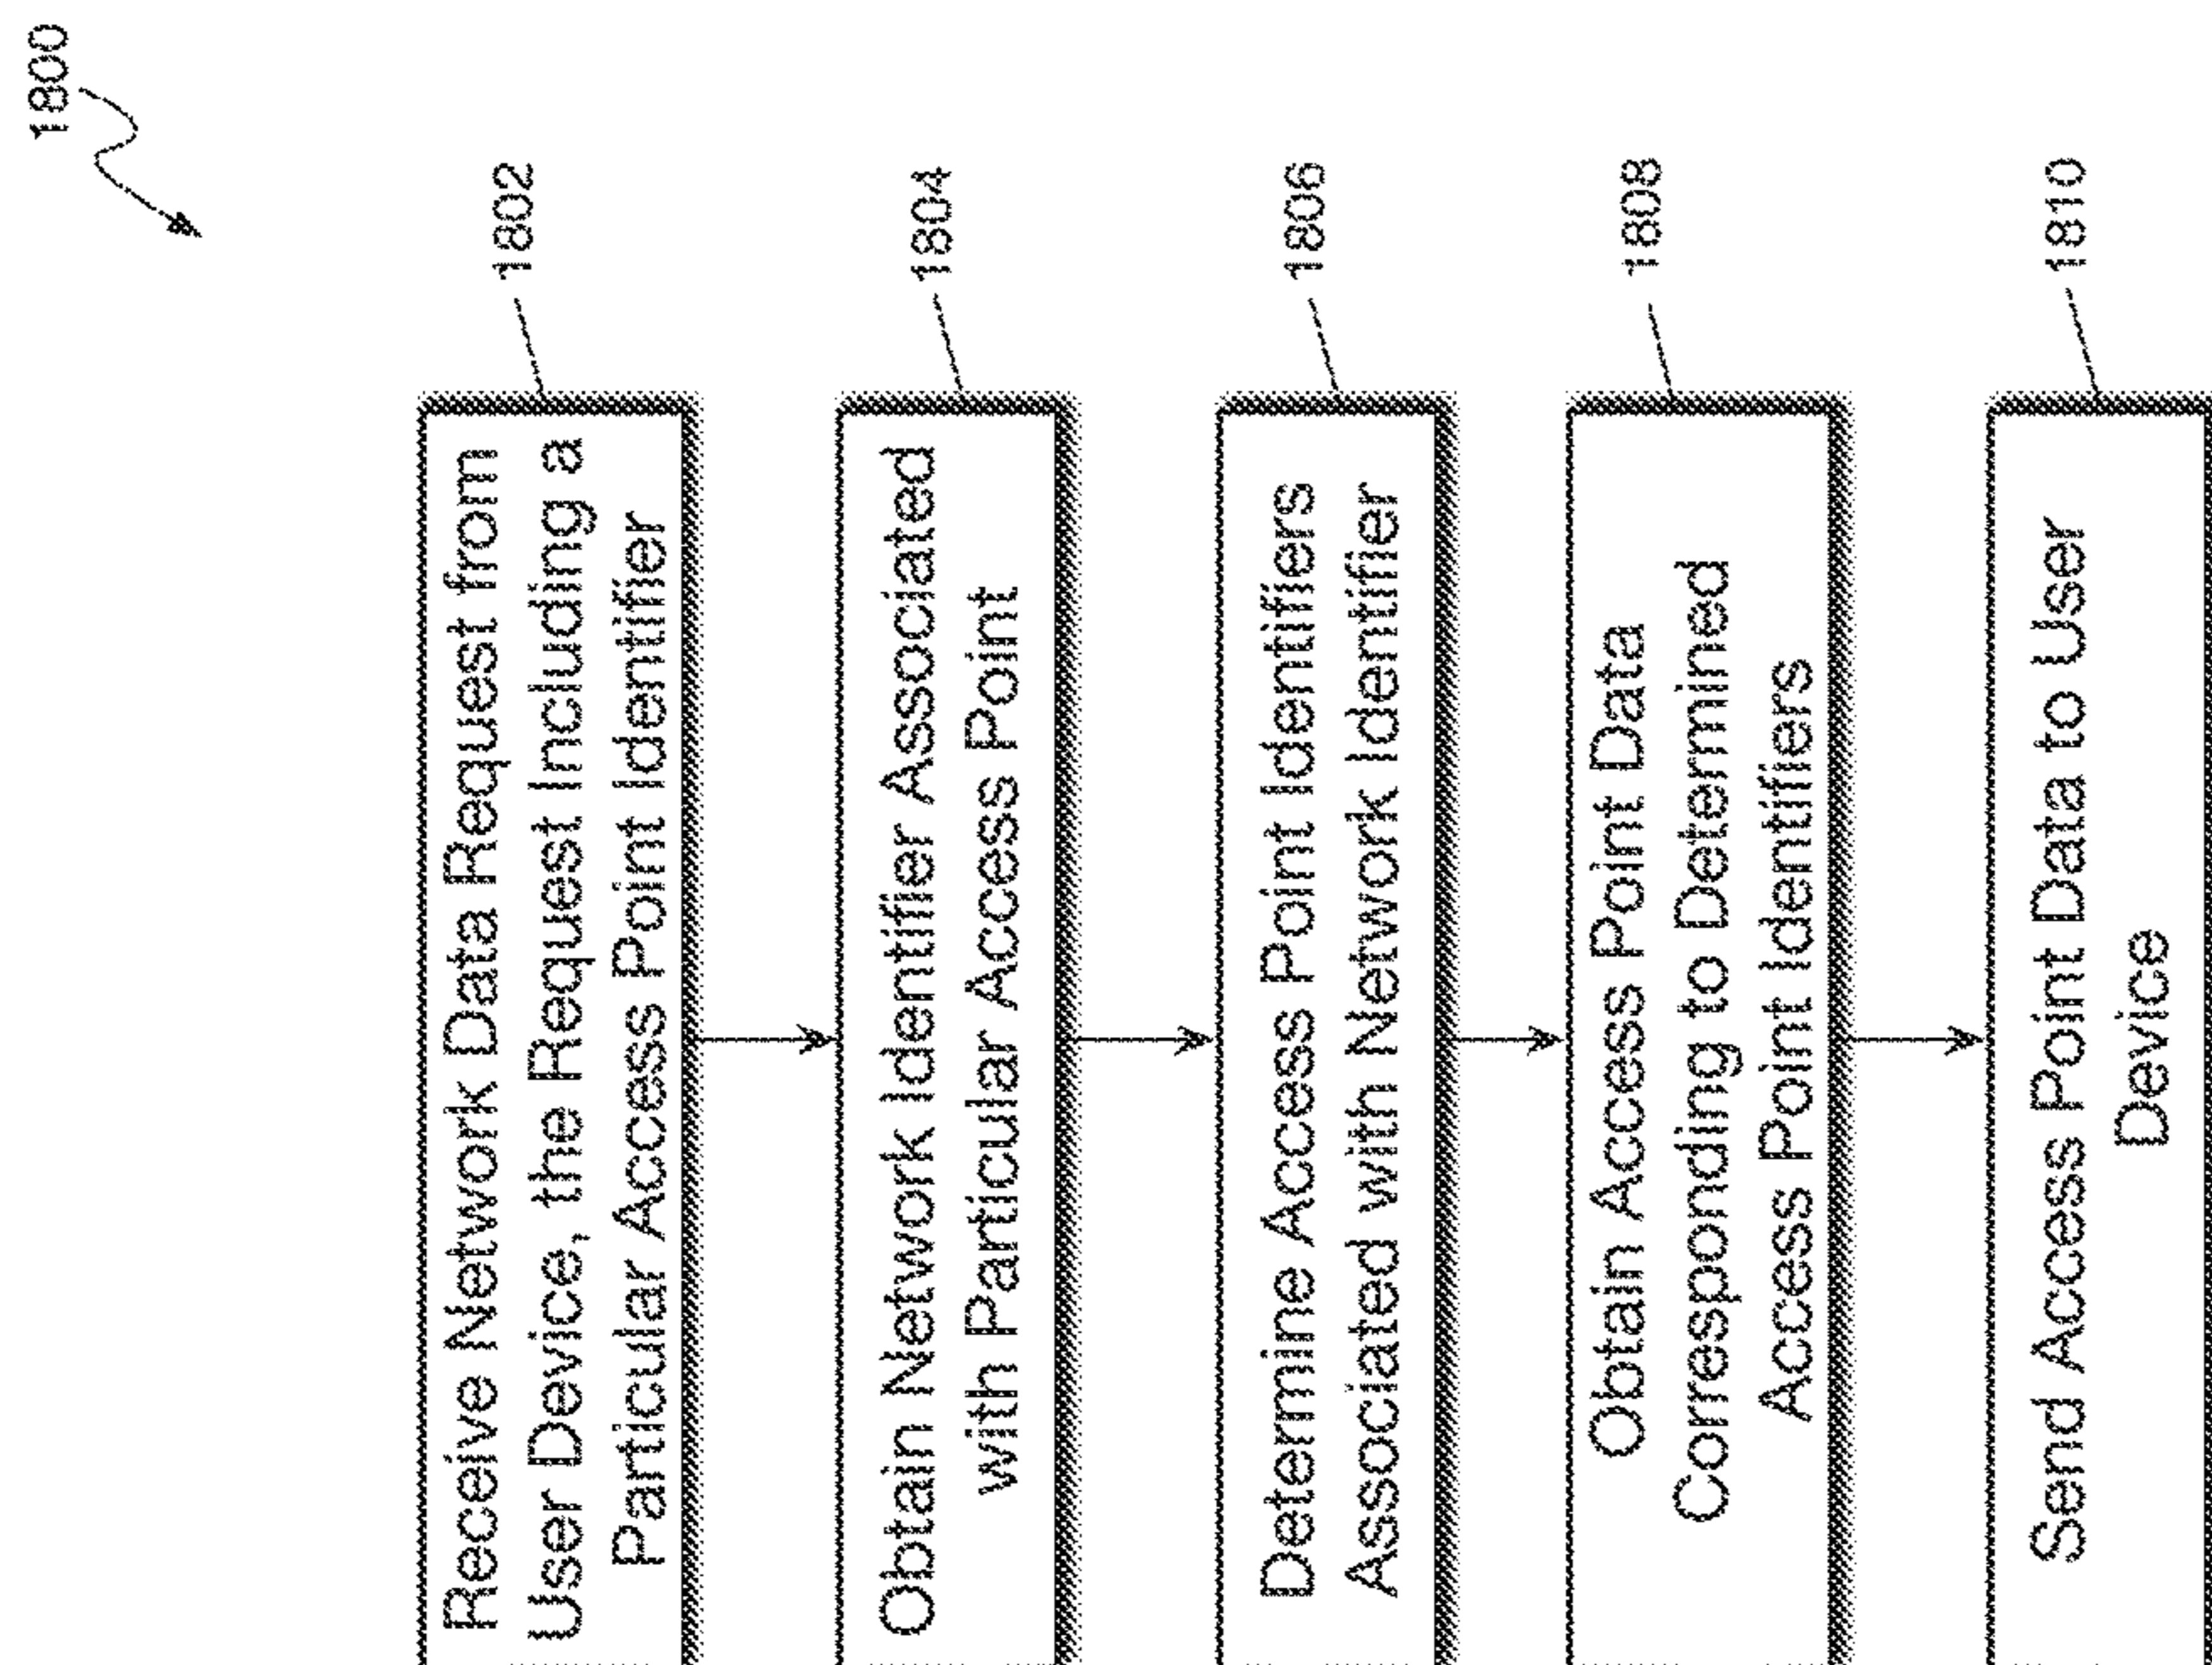 1800
Receive Network Data Request from
User Device, the Request Including a
Particular Access Point Identifier
1802
Obtain Network Identifier Associated
with Particular Access Point
1804
Determine Access Point Identifiers
Associated with Network Identifier
1806
Obtain Access Point Data
Corresponding to Determined
Access Point Identifiers
1808
Send Access Point Data to User
Device
1810